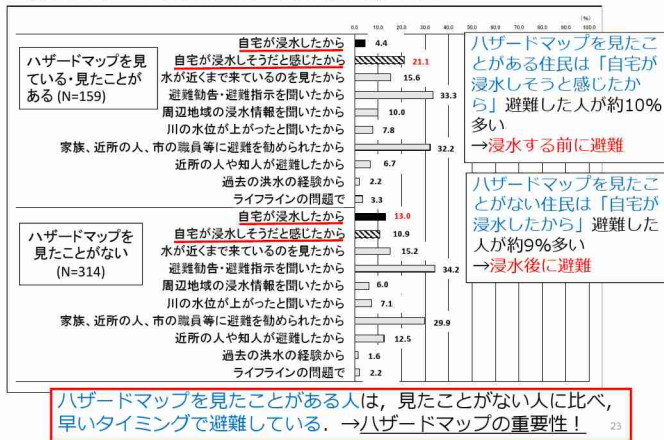 (%)
0.0 10.0 20.0 30.0 40.0 50.0 60.0 70.0 80.0 90.0 100.0
ハザードマップを見
ている・見たことが
ある (N=159)
自宅が浸水したから 4.4
自宅が浸水しそうだと感じたから 21.1
水が近くまで来ているのを見たから 15.6
避難勧告・避難指示を聞いたから 33.3
周辺地域の浸水情報を聞いたから 10.0
川の水位が上がったと聞いたから 7.8
家族、近所の人、市の職員等に避難を勧められたから 32.2
近所の人や知人が避難したから 6.7
過去の洪水の経験から 2.2
ライフラインの問題で 3.3
ハザードマップを
見たことがない
(N=314)
自宅が浸水したから 13.0
自宅が浸水しそうだと感じたから 10.9
水が近くまで来ているのを見たから 15.2
避難勧告・避難指示を聞いたから 34.2
周辺地域の浸水情報を聞いたから 6.0
川の水位が上がったと聞いたから 7.1
家族、近所の人、市の職員等に避難を勧められたから 29.9
近所の人や知人が避難したから 12.5
過去の洪水の経験から 1.6
ライフラインの問題で 2.2
ハザードマップを見たこ
とがある住民は「自宅が
浸水しそうと感じたか
ら」避難した人が約10%
多い
→浸水する前に避難
ハザードマップを見たこ
とがない住民は「自宅が
浸水したから」避難した
人が約9%多い
→浸水後に避難
ハザードマップを見たことがある人は，見たことがない人に比べ，
早いタイミングで避難している．→ハザードマップの重要性！
23